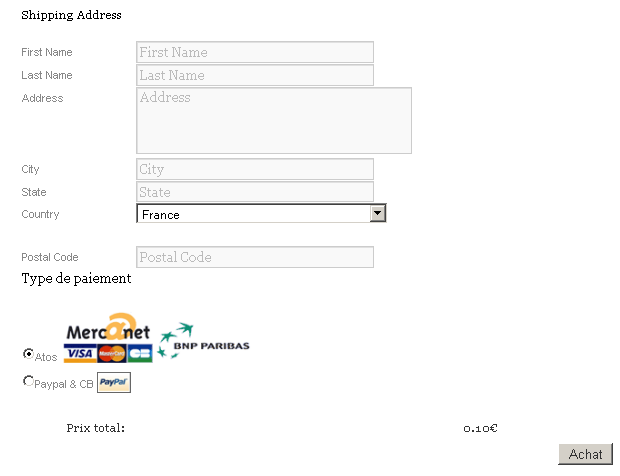 Shipping Address
First Name First Name
Last Name Last Name
Address Address
City City
State State
Country France
Postal Code Postal Code
Type de paiement
Merc@net
Atos VISA MasterCard CB BNP PARIBAS
Paypal & CB PayPal
Prix total: 0.10€
Achat